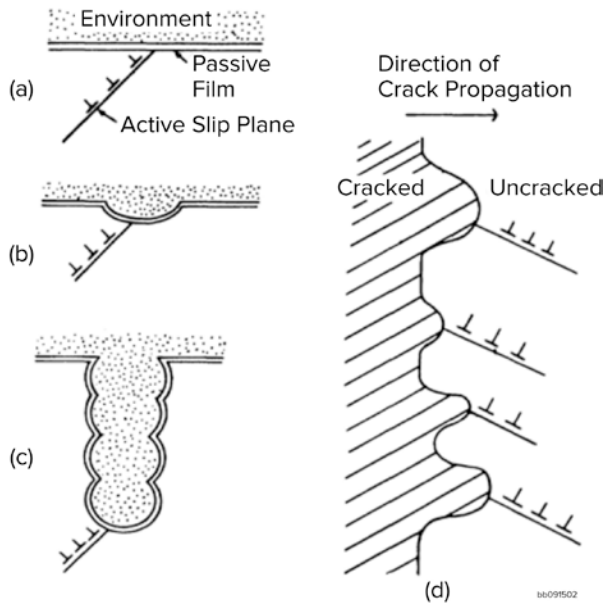 Environment
(a)
Passive
Film
Active Slip Plane
(b)
(c)
Direction of
Crack Propagation
Cracked
Uncracked
(d)
bb091502